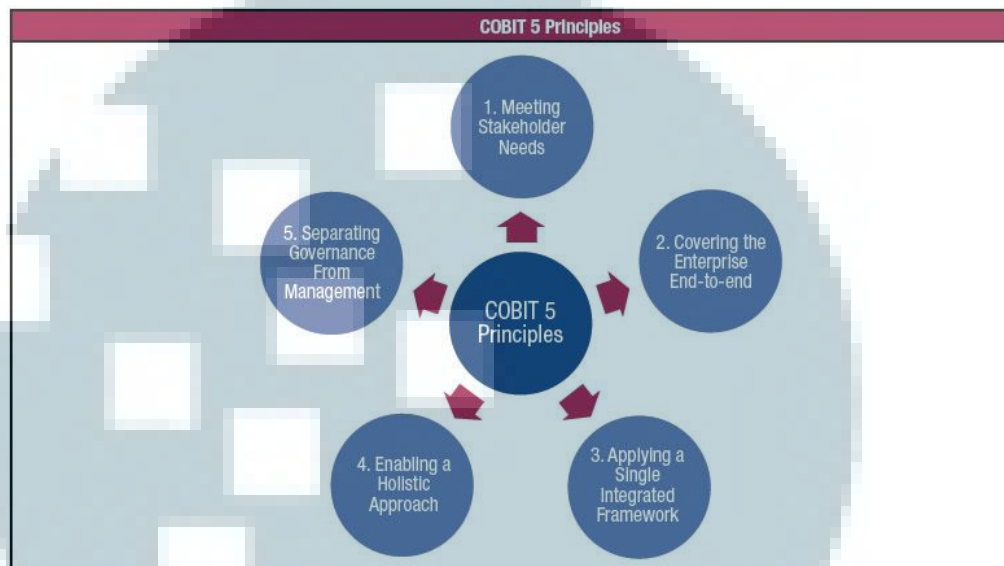 COBIT 5 Principles
1. Meeting
Stakeholder
Needs
2. Covering the
Enterprise
End-to-end
3. Applying a
Single
Integrated
Framework
4. Enabling a
Holistic
Approach
5. Separating
Governance
From
Management
COBIT 5
Principles